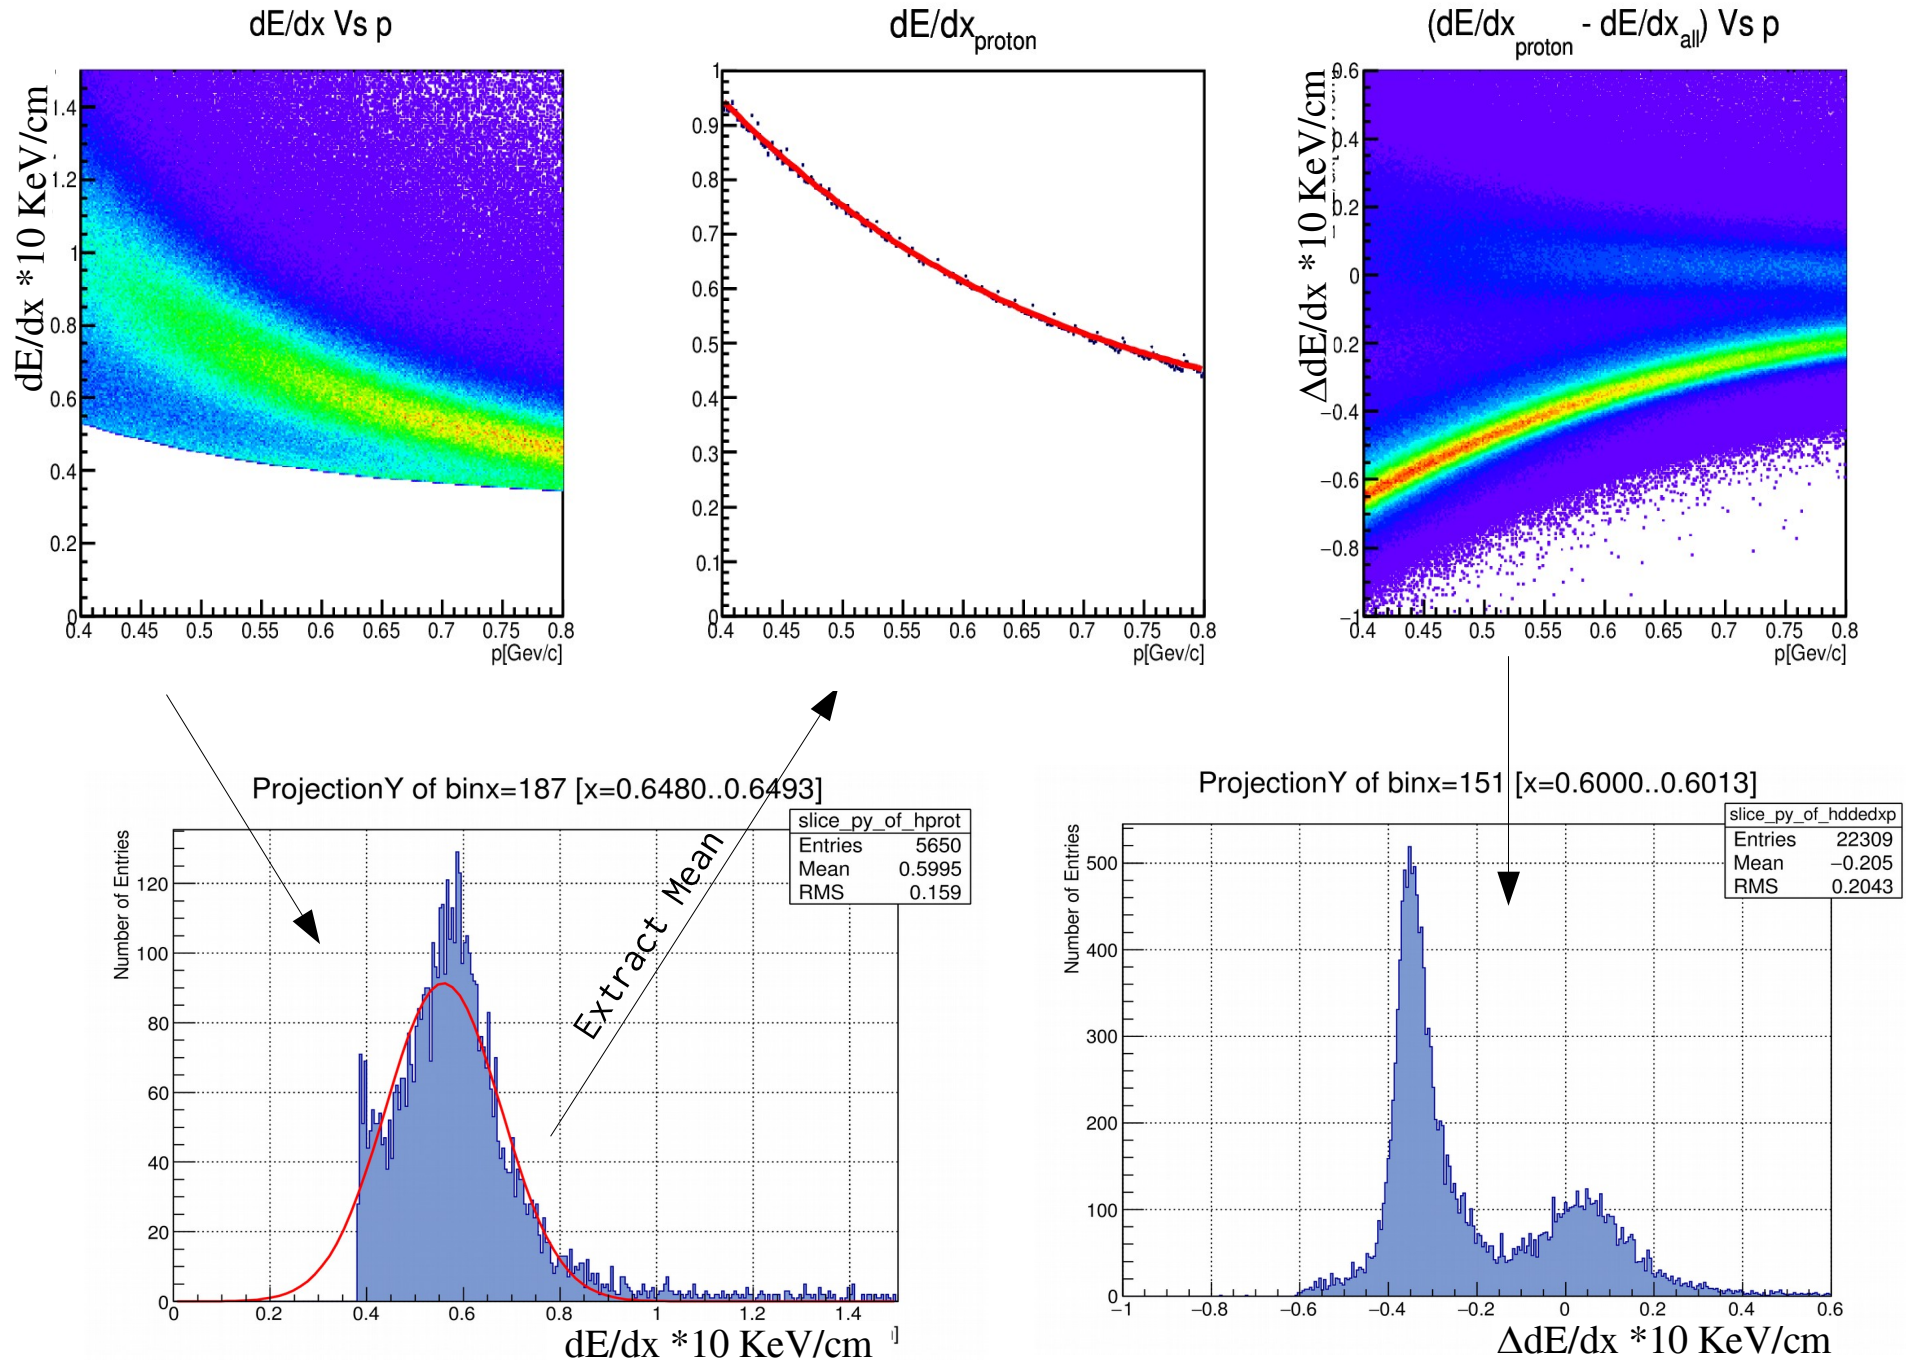 dE/dx Vs p
dE/dx *10 KeV/cm
1.4
1.2
1
0.8
0.6
0.4
0.2
0
0.4 0.45 0.5 0.55 0.6 0.65 0.7 0.75 0.8
p[Gev/c]
dE/dxproton
1
0.9
0.8
0.7
0.6
0.5
0.4
0.3
0.2
0.1
0
0.4 0.45 0.5 0.55 0.6 0.65 0.7 0.75 0.8
p[Gev/c]
(dE/dxproton - dE/dxall) Vs p
ΔdE/dx *10 KeV/cm
0.6
0.4
0.2
0
0.2
−0.4
−0.6
−0.8
−1
0.4 0.45 0.5 0.55 0.6 0.65 0.7 0.75 0.8
p[Gev/c]
ProjectionY of binx=187 [x=0.6480..0.6493]
slice_py_of_hprot
Entries 5650
Mean 0.5995
RMS 0.159
Number of Entries
120
100
80
60
40
20
0
0 0.2 0.4 0.6 0.8 1 1.2 1.4
dE/dx *10 KeV/cm
Extract Mean
ProjectionY of binx=151 [x=0.6000..0.6013]
slice_py_of_hddedxp
Entries 22309
Mean −0.205
RMS 0.2043
Number of Entries
500
400
300
200
100
0
−1 −0.8 −0.6 −0.4 −0.2 0 0.2 0.4 0.6
ΔdE/dx *10 KeV/cm